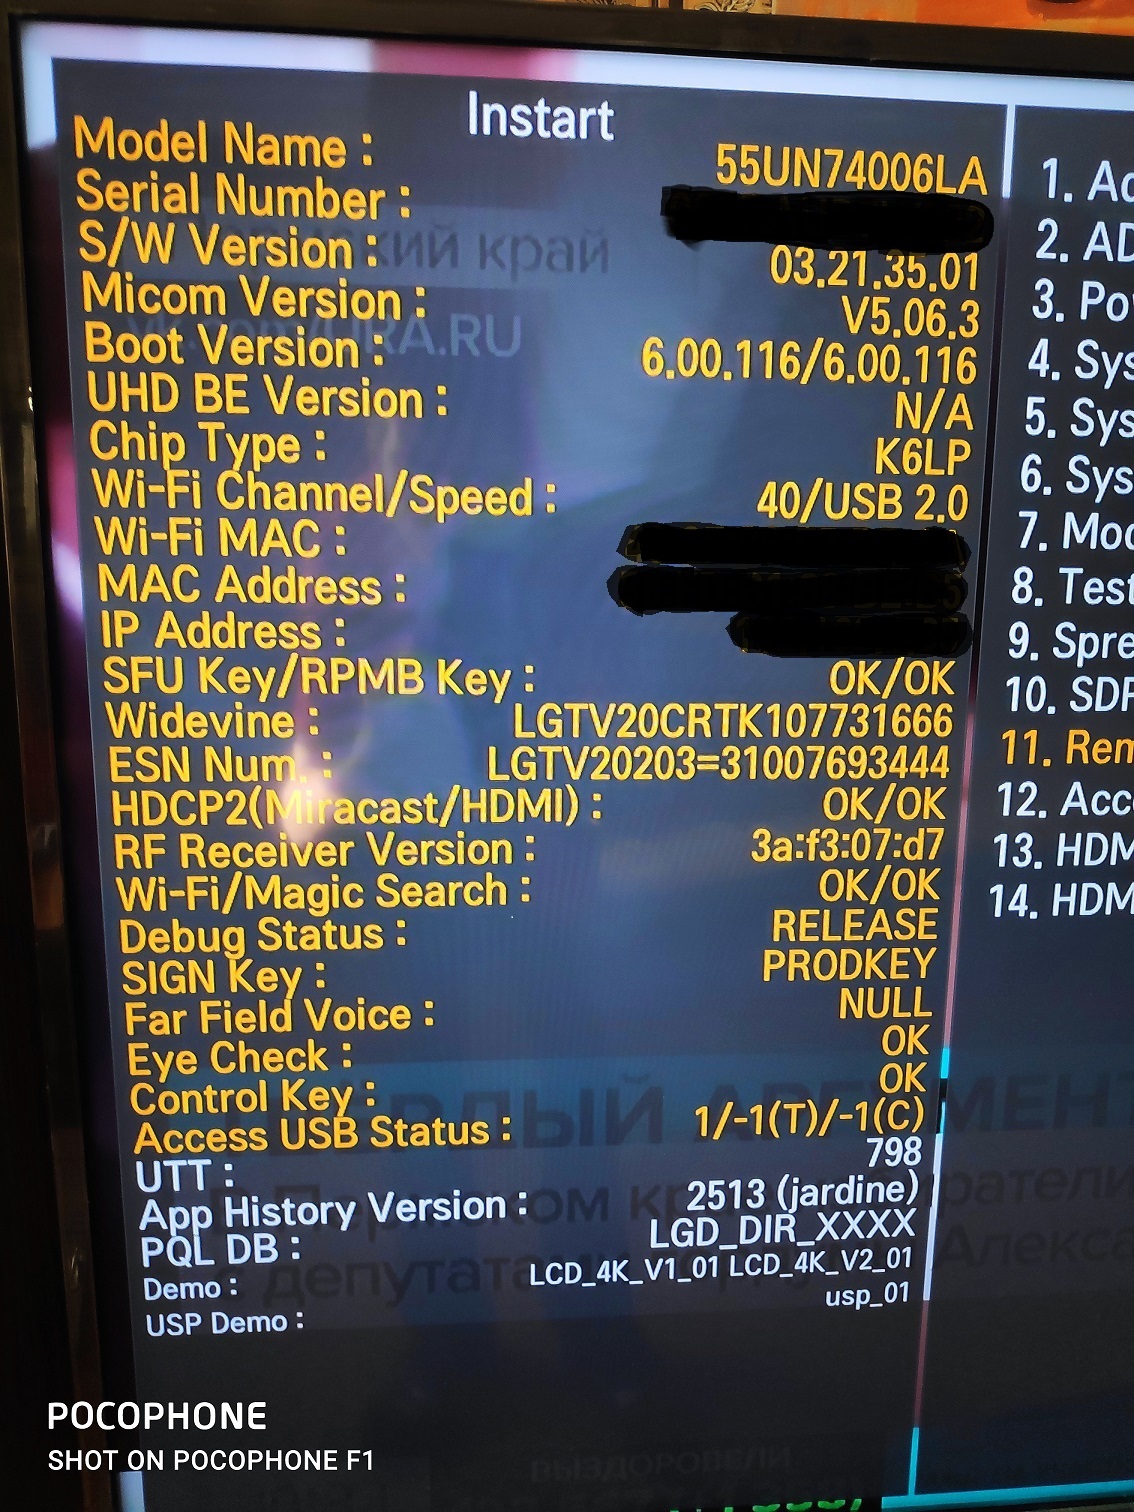 Instart
Model Name : 55UN74006LA
Serial Number :
S/W Version : 03.21.35.01
Micom Version : V5.06.3
Boot Version : 6.00.116/6.00.116
UHD BE Version : N/A
Chip Type : K6LP
Wi-Fi Channel/Speed : 40/USB 2.0
Wi-Fi MAC :
MAC Address :
IP Address :
SFU Key/RPMB Key : OK/OK
Widevine : LGTV20CRTK107731666
ESN Num. : LGTV20203=31007693444
HDCP2(Miracast/HDMI) : OK/OK
RF Receiver Version : 3a:f3:07:d7
Wi-Fi/Magic Search : OK/OK
Debug Status : RELEASE
SIGN Key : PRODKEY
Far Field Voice : NULL
Eye Check : OK
Control Key : OK
Access USB Status : 1/-1(T)/-1(C)
UTT : 798
App History Version : 2513 (jardine)
PQL DB : LGD_DIR_XXXX
Demo : LCD_4K_V1_01 LCD_4K_V2_01
USP Demo : usp_01
1. Ad
2. AD
3. Po
4. Sys
5. Sys
6. Sys
7. Mod
8. Test
9. Spre
10. SDP
11. Rem
12. Acc
13. HDM
14. HDM
край
RA.RU
ВЫЗДОРОВЕЛИ
POCOPHONE
SHOT ON POCOPHONE F1